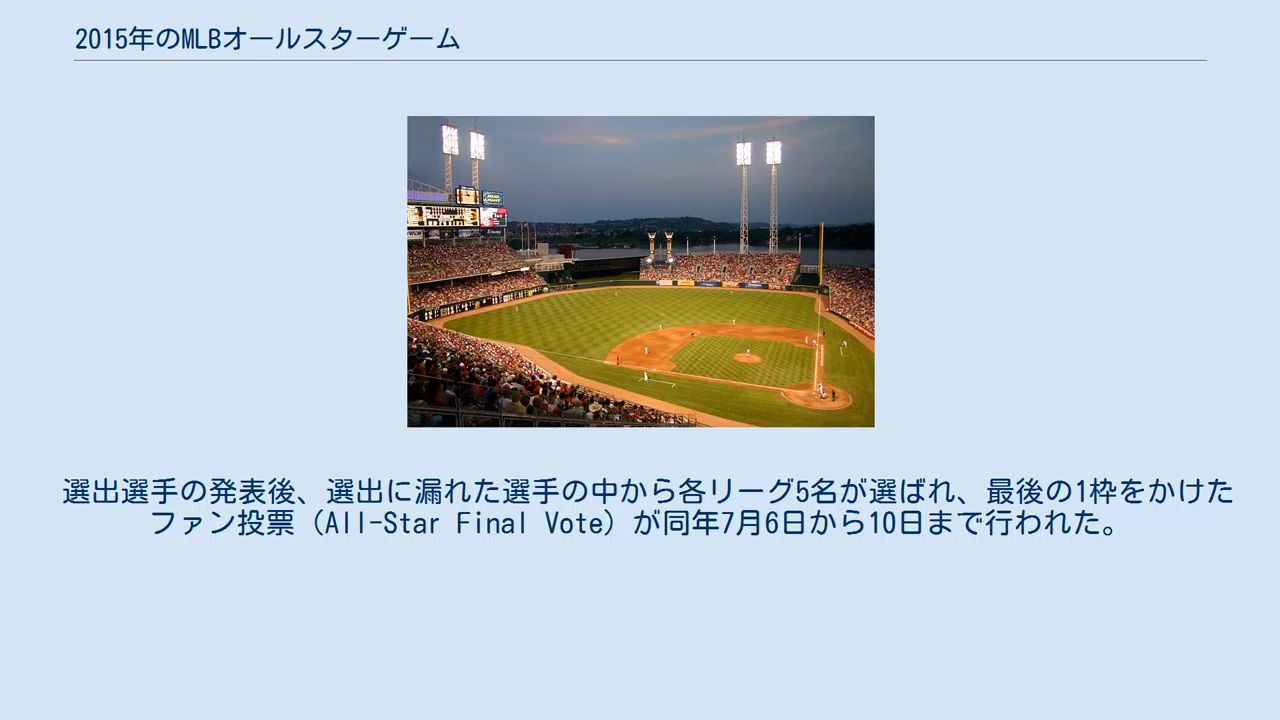 2015年のMLBオールスターゲーム
選出選手の発表後、選出に漏れた選手の中から各リーグ5名が選ばれ、最後の1枠をかけた
ファン投票（All-Star Final Vote）が同年7月6日から10日まで行われた。